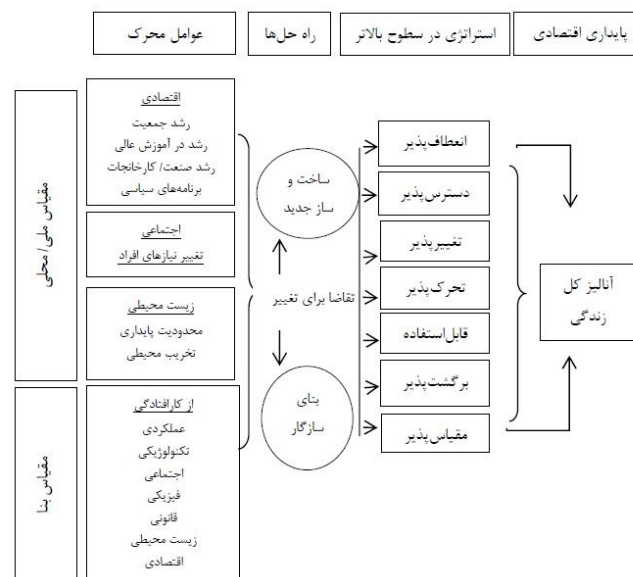 عوامل محرک
راه حل‌ها
استراتژی در سطوح بالاتر
پایداری اقتصادی
مقیاس ملی/محلی
اقتصادی
رشد جمعیت
رشد در آموزش عالی
رشد صنعت/ کارخانجات
برنامه‌های سیاسی
اجتماعی
تغییر نیازهای افراد
زیست محیطی
محدودیت پایداری
تخریب محیطی
مقیاس بنا
از کارافتادگی
عملکردی
تکنولوژیکی
اجتماعی
فیزیکی
قانونی
زیست محیطی
اقتصادی
ساخت و
ساز جدید
تقاضا برای تغییر
بنای
سازگار
انعطاف‌پذیر
دسترس‌پذیر
تغییرپذیر
تحرک‌پذیر
قابل‌استفاده
برگشت‌پذیر
مقیاس‌پذیر
آنالیز کل
زندگی